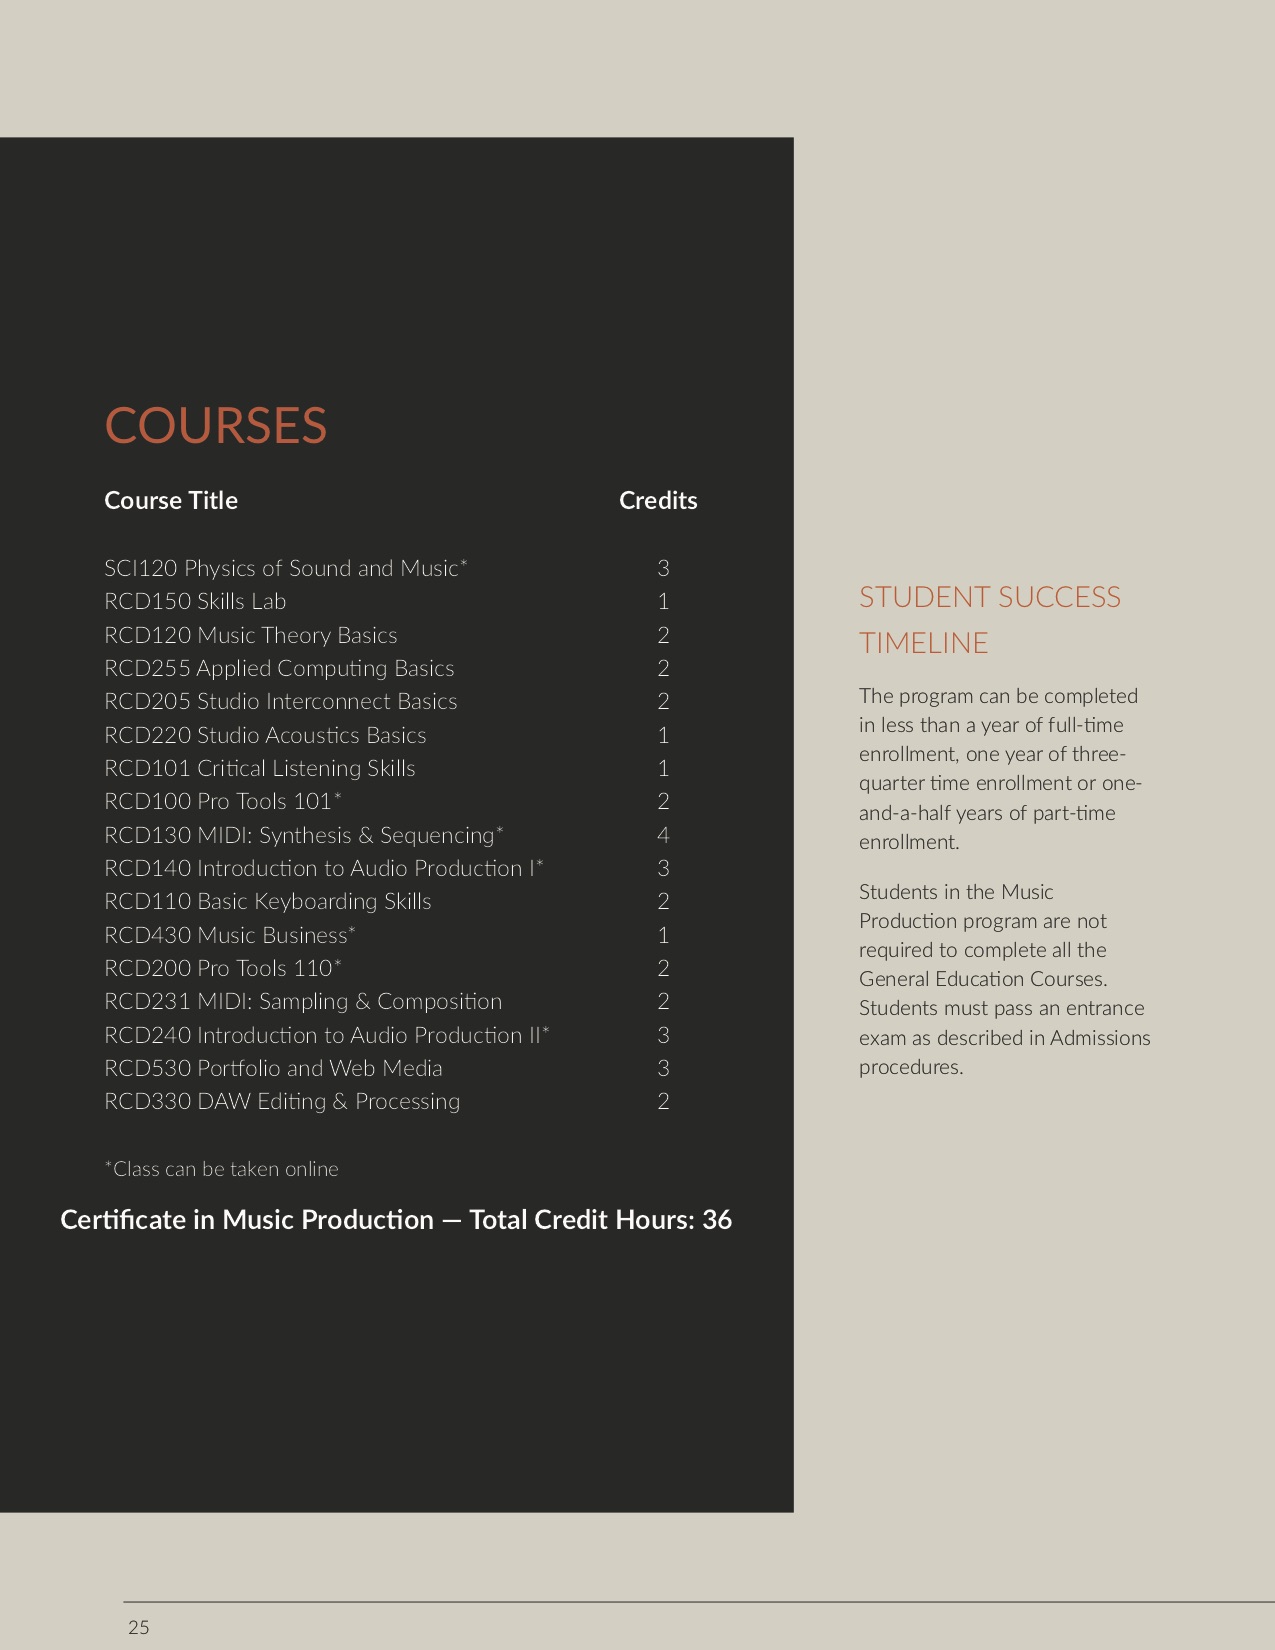 COURSES
Course Title Credits
SCI120 Physics of Sound and Music* 3
RCD150 Skills Lab 1
RCD120 Music Theory Basics 2
RCD255 Applied Computing Basics 2
RCD205 Studio Interconnect Basics 2
RCD220 Studio Acoustics Basics 1
RCD101 Critical Listening Skills 1
RCD100 Pro Tools 101* 2
RCD130 MIDI: Synthesis & Sequencing* 4
RCD140 Introduction to Audio Production I* 3
RCD110 Basic Keyboarding Skills 2
RCD430 Music Business* 1
RCD200 Pro Tools 110* 2
RCD231 MIDI: Sampling & Composition 2
RCD240 Introduction to Audio Production II* 3
RCD530 Portfolio and Web Media 3
RCD330 DAW Editing & Processing 2
*Class can be taken online
Certificate in Music Production — Total Credit Hours: 36
STUDENT SUCCESS
TIMELINE
The program can be completed
in less than a year of full-time
enrollment, one year of three-
quarter time enrollment or one-
and-a-half years of part-time
enrollment.
Students in the Music
Production program are not
required to complete all the
General Education Courses.
Students must pass an entrance
exam as described in Admissions
procedures.
25